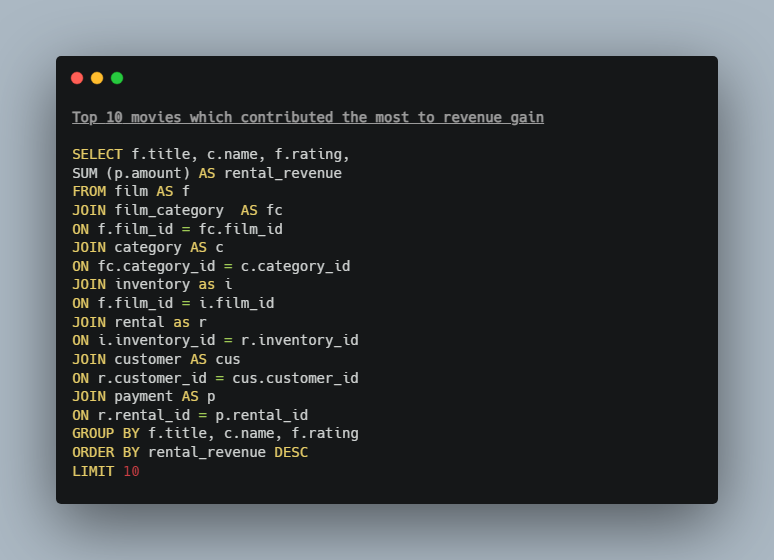 Top 10 movies which contributed the most to revenue gain
SELECT f.title, c.name, f.rating,
SUM (p.amount) AS rental_revenue
FROM film AS f
JOIN film_category  AS fc
ON f.film_id = fc.film_id
JOIN category AS c
ON fc.category_id = c.category_id
JOIN inventory as i
ON f.film_id = i.film_id
JOIN rental as r
ON i.inventory_id = r.inventory_id
JOIN customer AS cus
ON r.customer_id = cus.customer_id
JOIN payment AS p
ON r.rental_id = p.rental_id
GROUP BY f.title, c.name, f.rating
ORDER BY rental_revenue DESC
LIMIT 10